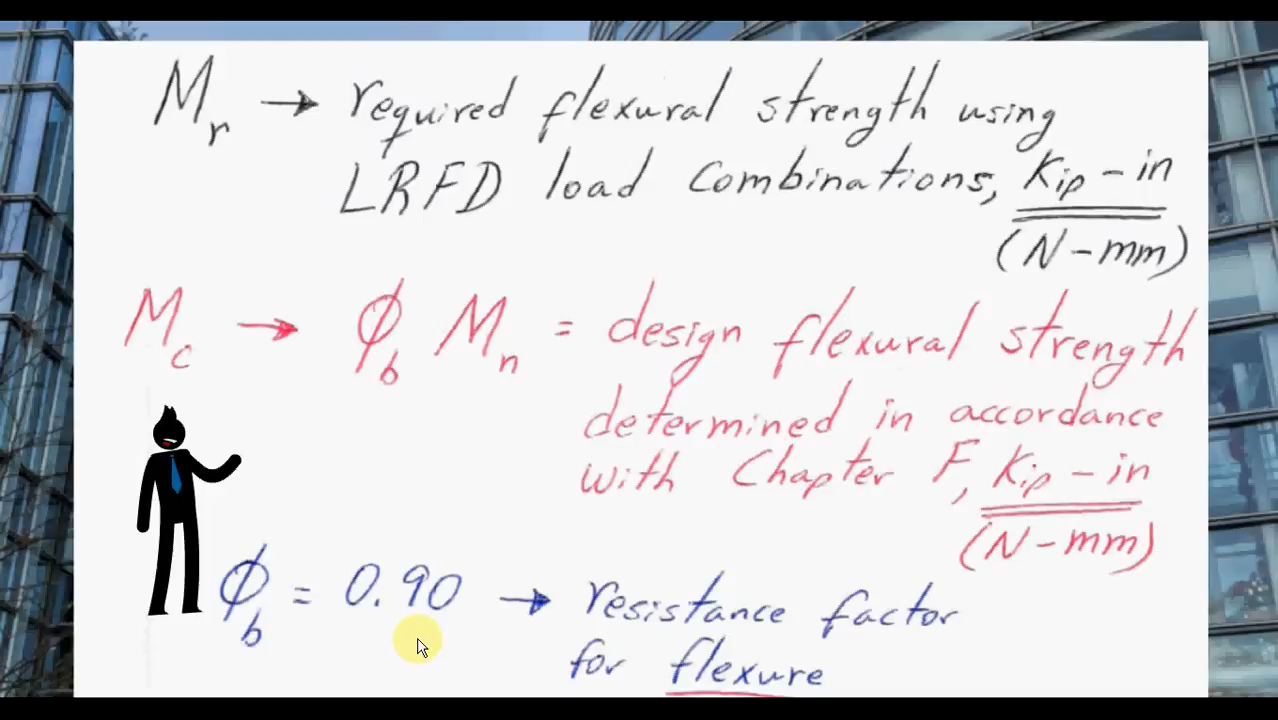 Mr → required flexural strength using
LRFD load combinations, Kip-in
(N-mm)
Mc → ϕb Mn = design flexural strength
determined in accordance
with Chapter F, Kip-in
(N-mm)
ϕb = 0.90 → resistance factor
for flexure